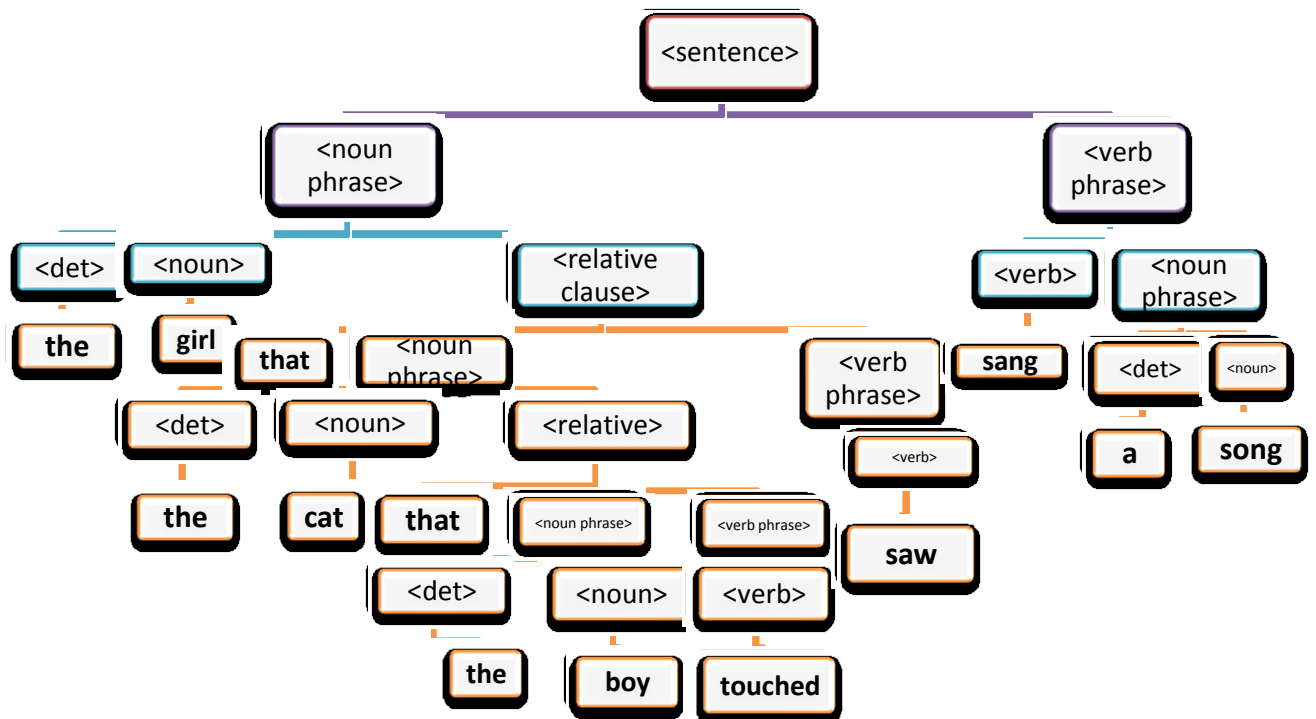 <sentence>
<noun
phrase>
<verb
phrase>
<det>
<noun>
<relative
clause>
<verb>
<noun
phrase>
the
girl
that
<noun
phrase>
<verb
phrase>
sang
<det>
<noun>
<det>
<noun>
<relative>
<verb>
a
song
the
cat
that
<noun phrase>
<verb phrase>
saw
<det>
<noun>
<verb>
the
boy
touched